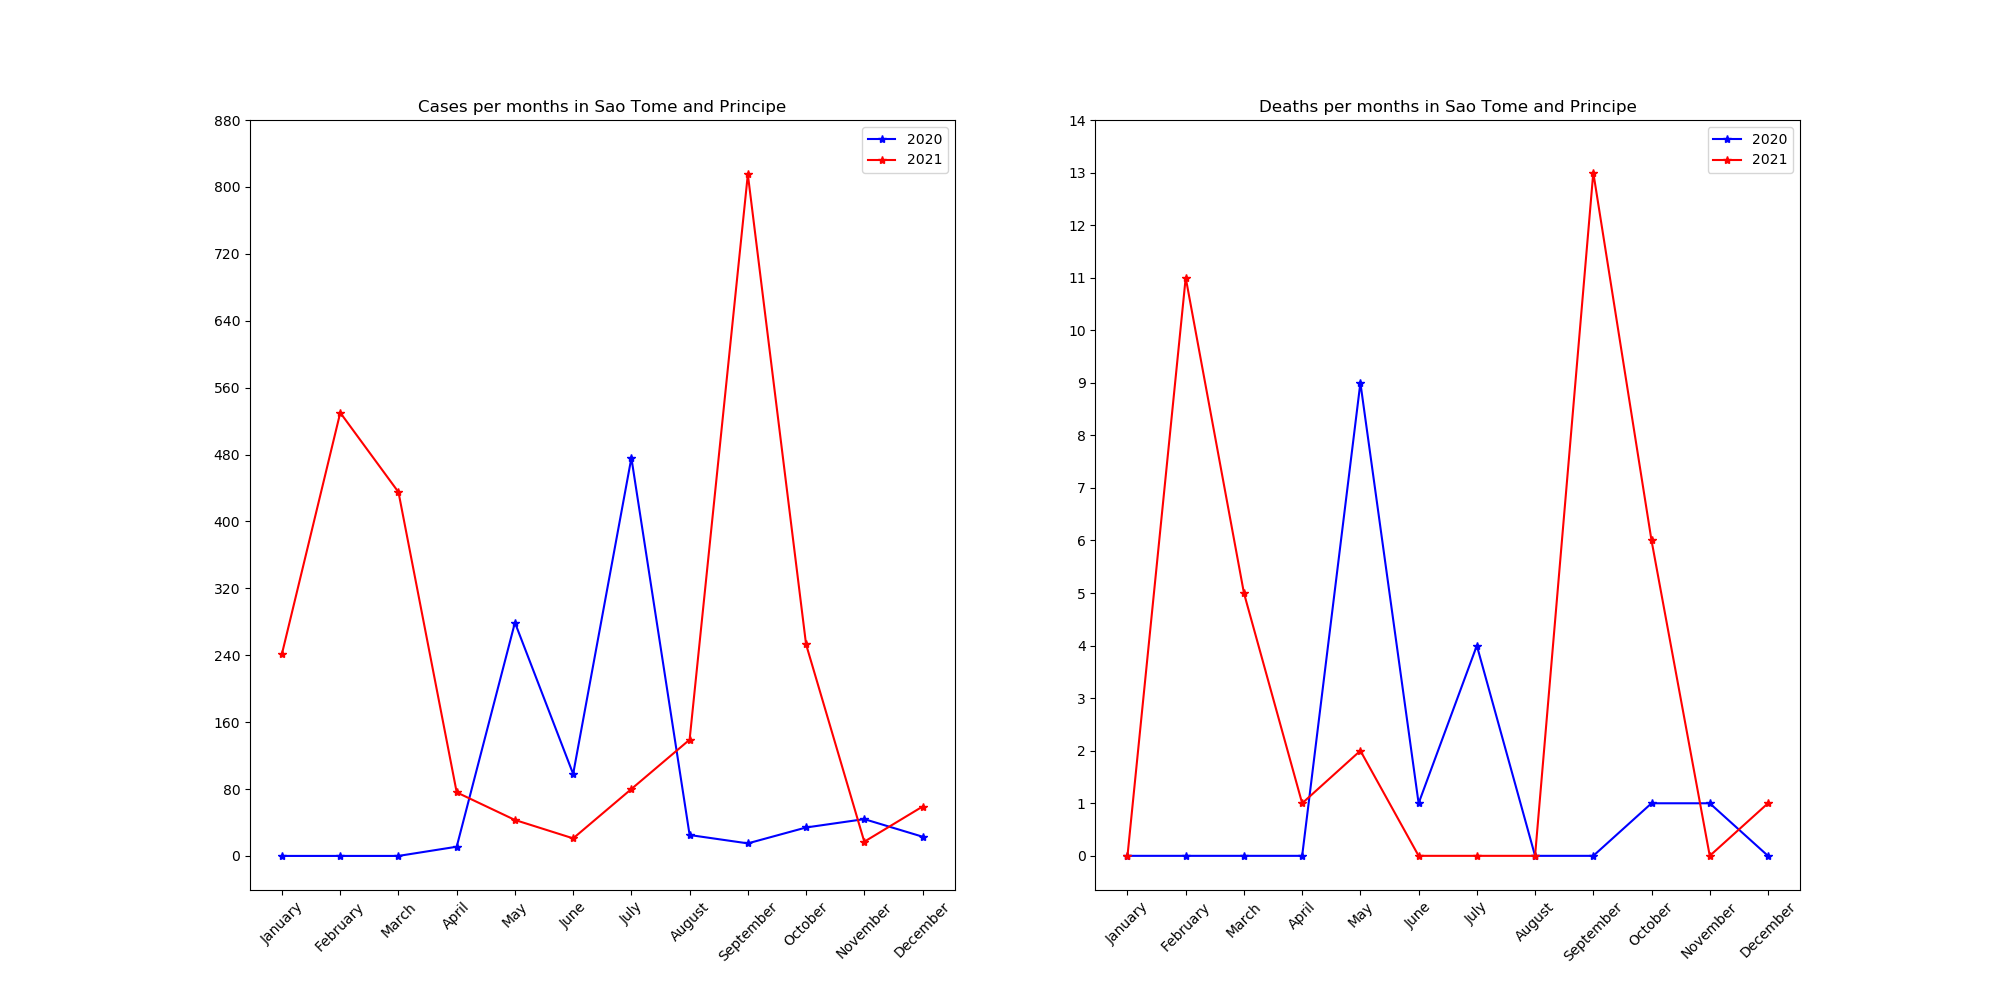 Cases per months in Sao Tome and Principe
880
800
720
640
560
480
400
320
240
160
80
0
2020
2021
January
February
March
April
May
June
July
August
September
October
November
December
Deaths per months in Sao Tome and Principe
14
13
12
11
10
9
8
7
6
5
4
3
2
1
0
2020
2021
January
February
March
April
May
June
July
August
September
October
November
December